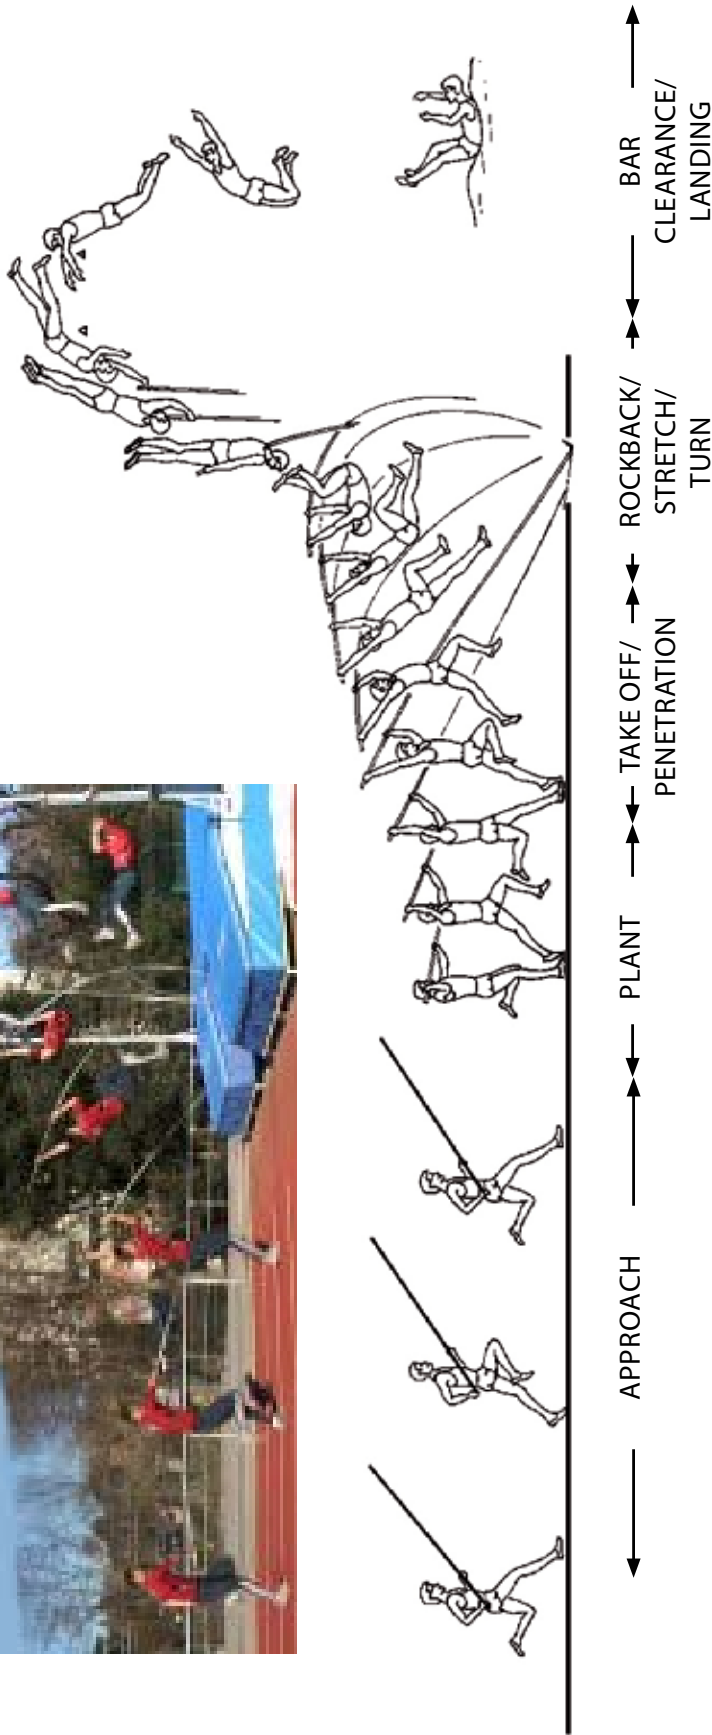 APPROACH
PLANT
TAKE OFF/
PENETRATION
ROCKBACK/
STRETCH/
TURN
BAR
CLEARANCE/
LANDING